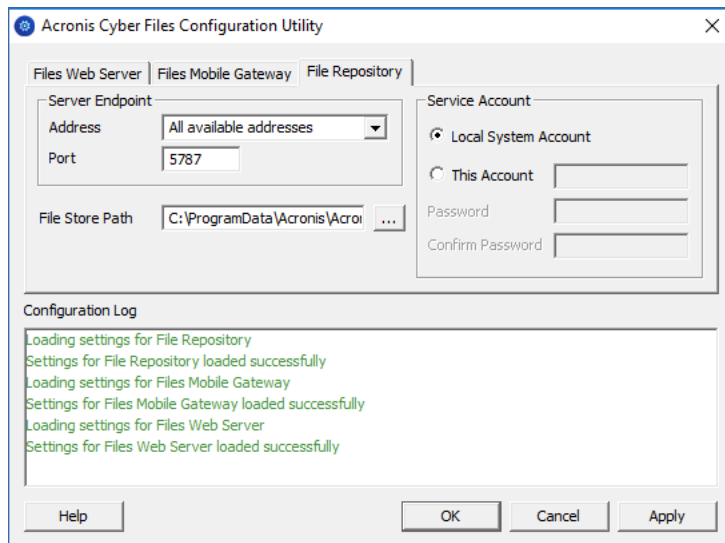 Acronis Cyber Files Configuration Utility
Files Web Server
Files Mobile Gateway
File Repository
Server Endpoint
Address
All available addresses
Port
5787
File Store Path
C:\ProgramData\Acronis\Acro
...
Service Account
Local System Account
This Account
Password
Confirm Password
Configuration Log
Loading settings for File Repository
Settings for File Repository loaded successfully
Loading settings for Files Mobile Gateway
Settings for Files Mobile Gateway loaded successfully
Loading settings for Files Web Server
Settings for Files Web Server loaded successfully
Help
OK
Cancel
Apply